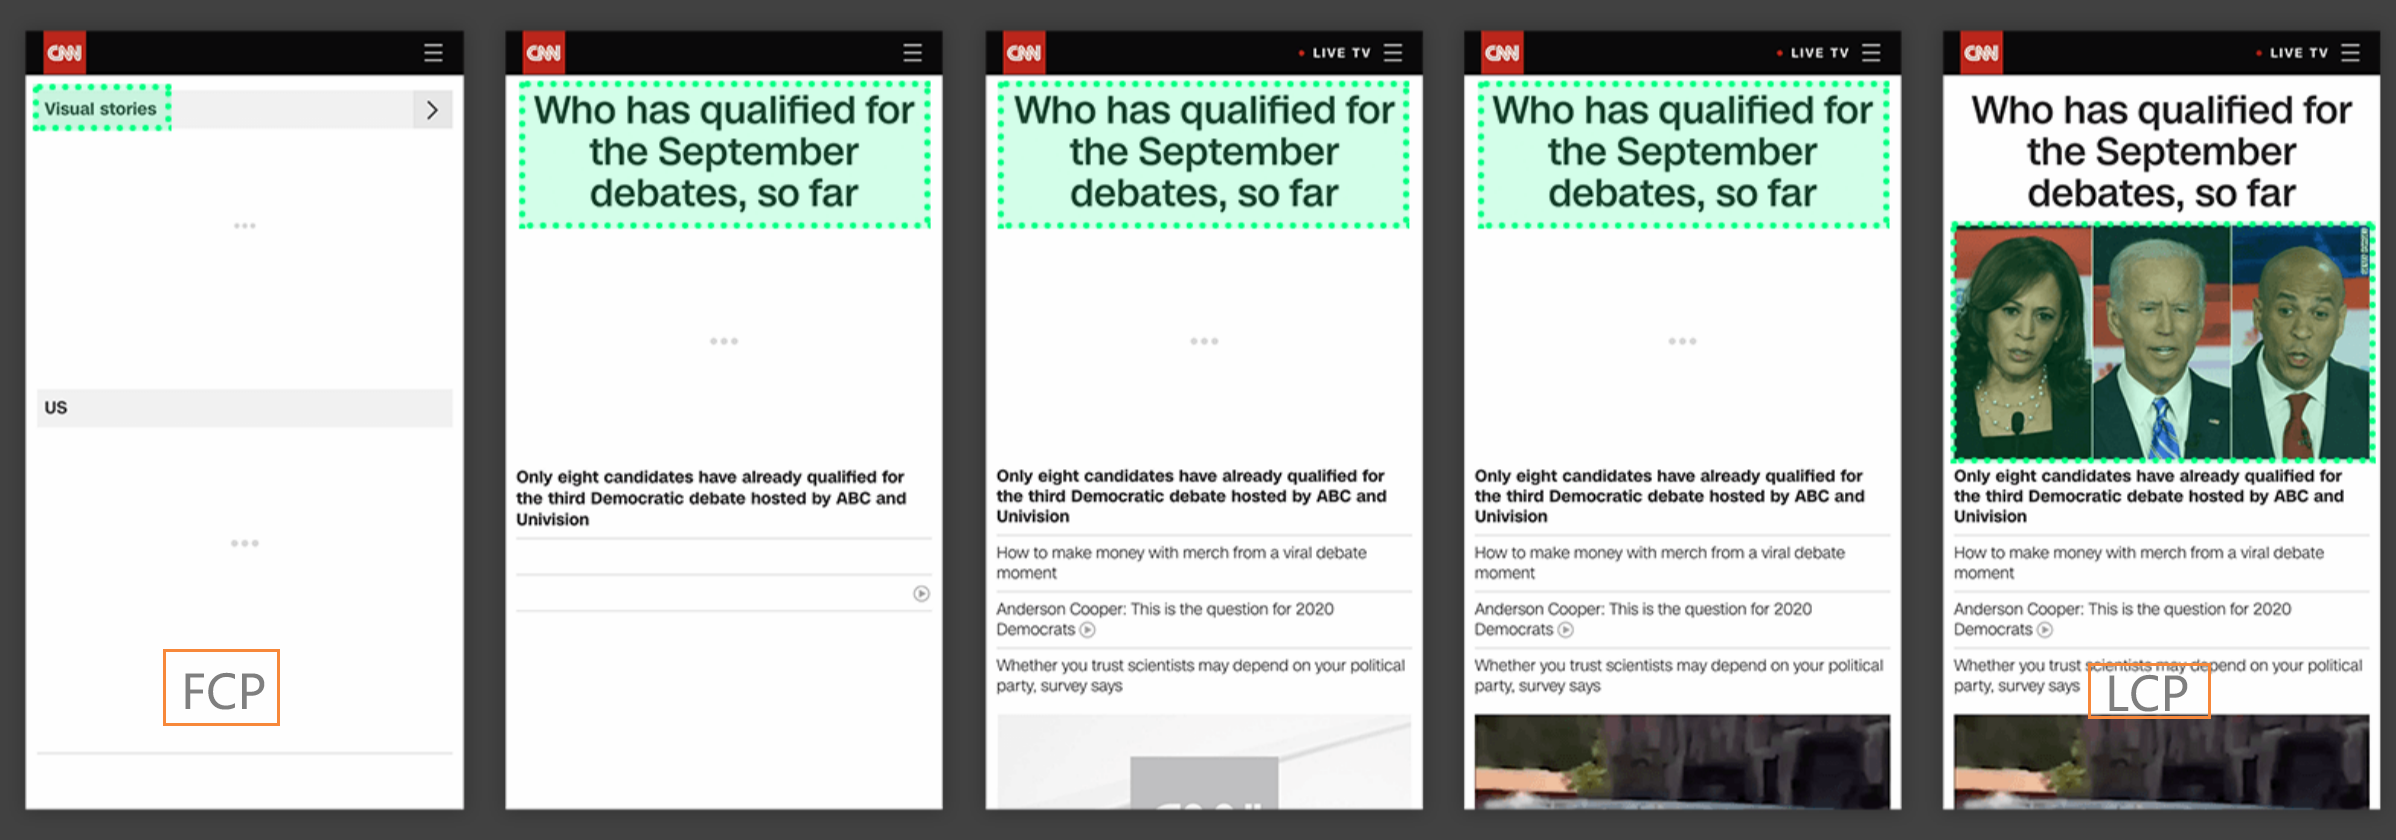 CNN
Visual stories
US
FCP
CNN
Who has qualified for
the September
debates, so far
Only eight candidates have already qualified for
the third Democratic debate hosted by ABC and
Univision
CNN
LIVE TV
Who has qualified for
the September
debates, so far
Only eight candidates have already qualified for
the third Democratic debate hosted by ABC and
Univision
How to make money with merch from a viral debate
moment
Anderson Cooper: This is the question for 2020
Democrats
Whether you trust scientists may depend on your political
party, survey says
CNN
LIVE TV
Who has qualified for
the September
debates, so far
Only eight candidates have already qualified for
the third Democratic debate hosted by ABC and
Univision
How to make money with merch from a viral debate
moment
Anderson Cooper: This is the question for 2020
Democrats
Whether you trust scientists may depend on your political
party, survey says
CNN
LIVE TV
Who has qualified for
the September
debates, so far
Only eight candidates have already qualified for
the third Democratic debate hosted by ABC and
Univision
How to make money with merch from a viral debate
moment
Anderson Cooper: This is the question for 2020
Democrats
Whether you trust scientists may depend on your political
party, survey says
LCP